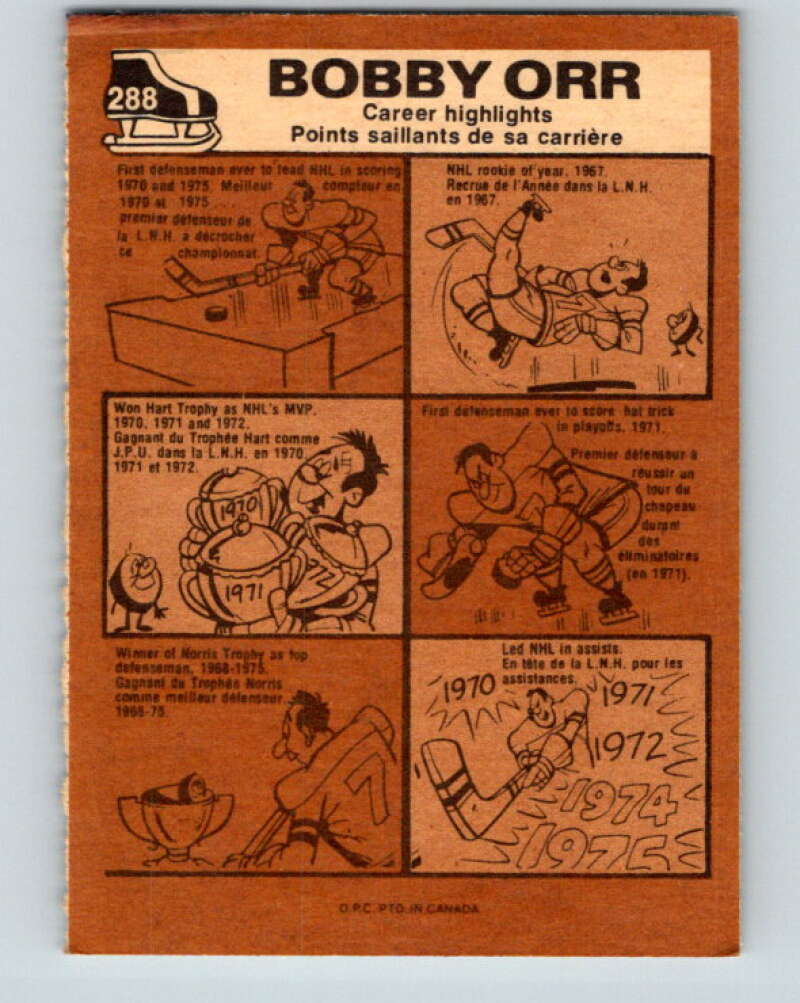 288
BOBBY ORR
Career highlights
Points saillants de sa carrière
First defenseman ever to lead NHL in scoring
1970 and 1975. Meilleur compteur en
1970 et 1975 ...
premier défenseur de
la L.N.H. a décrocher
ce championnat.
NHL rookie of year, 1967.
Recrue de l'Année dans la L.N.H.
en 1967.
Won Hart Trophy as NHL's MVP.
1970, 1971 and 1972.
Gagnant du Trophée Hart comme
J.P.U. dans la L.N.H. en 1970,
1971 et 1972.
1970
1971
72
First defenseman ever to score hat trick
in playoffs, 1971.
Premier défenseur à
réussir un
tour du
chapeau
durant
des
éliminatoires
(en 1971).
7
Winner of Norris Trophy as top
defenseman, 1968-1975.
Gagnant du Trophée Norris
comme meilleur défenseur
1968-75.
7
Led NHL in assists.
En tête de la L.N.H. pour les
assistances.
1970
1971
1972
1974
1975
O.P.C. PTD. IN CANADA